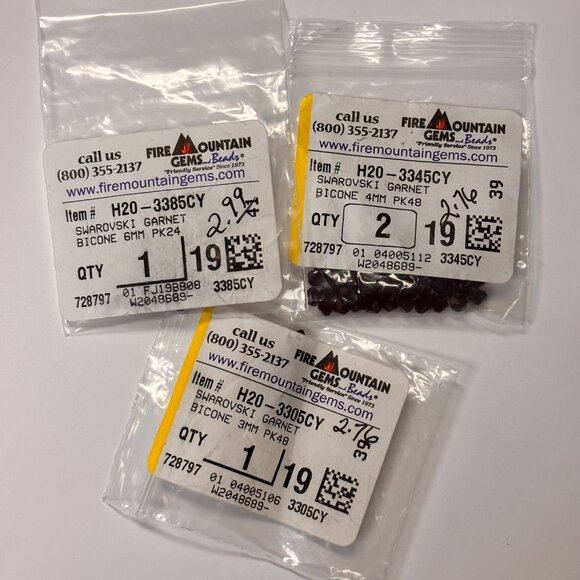 call us
(800) 355-2137
FIRE MOUNTAIN
GEMS and Beads®
"Friendly Service" Since 1973
www.firemountaingems.com
Item # H20-3385CY
SWAROVSKI GARNET
BICONE 6MM PK24
2.99
QTY 1 19
01 FJ19BB08
728797 W2048689- 3385CY
call us
(800) 355-2137
FIRE MOUNTAIN
GEMS and Beads®
"Friendly Service" Since 1973
www.firemountaingems.com
Item # H20-3345CY
SWAROVSKI GARNET
BICONE 4MM PK48
2.76
39
QTY 2 19
01 04005112
728797 W2048689- 3345CY
call us
(800) 355-2137
FIRE MOUNTAIN
GEMS and Beads®
"Friendly Service" Since 1973
www.firemountaingems.com
Item # H20-3305CY
SWAROVSKI GARNET
BICONE 3MM PK48
2.76
39
QTY 1 19
01 04005106
728797 W2048689- 3305CY